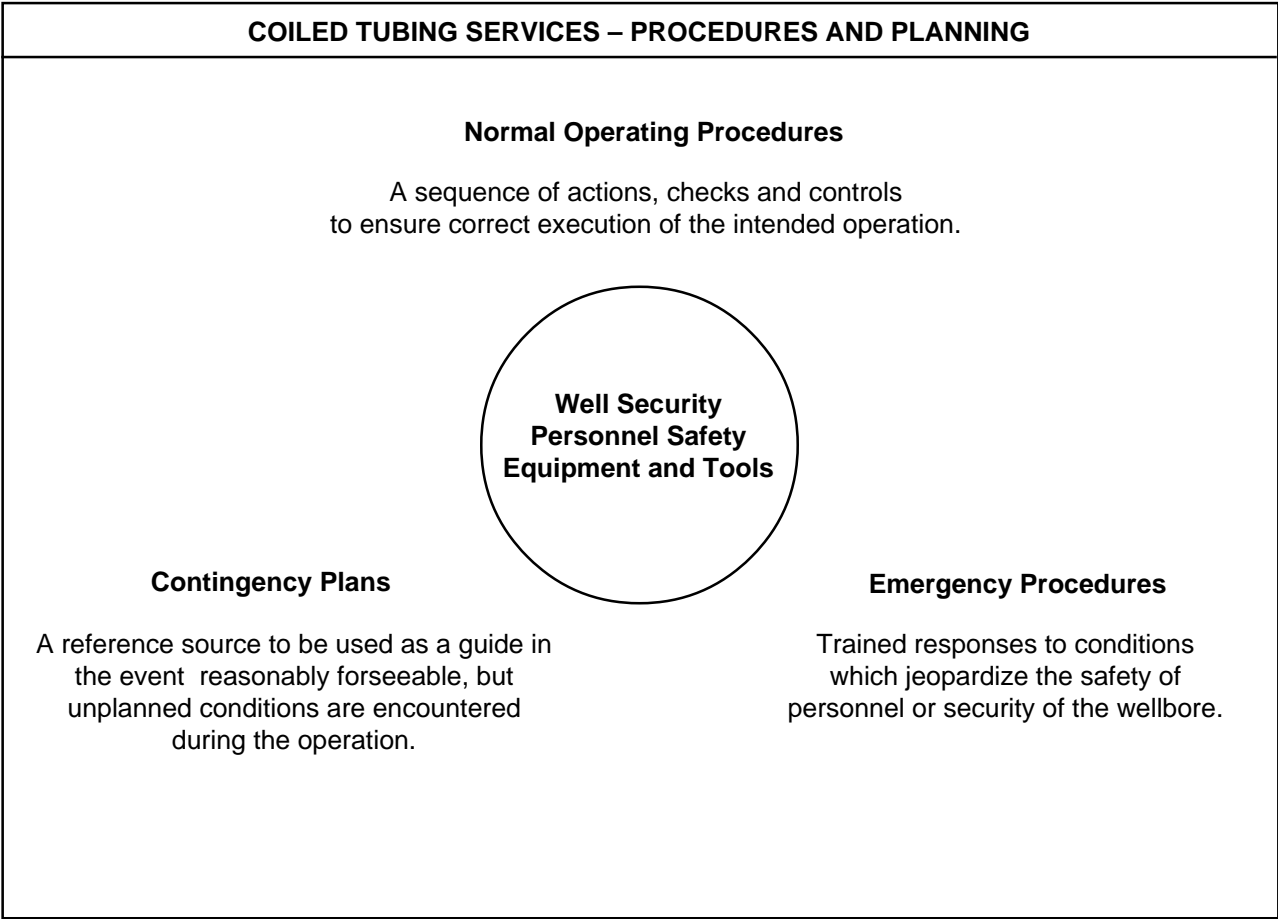 COILED TUBING SERVICES – PROCEDURES AND PLANNING
Normal Operating Procedures
A sequence of actions, checks and controls
to ensure correct execution of the intended operation.
Well Security
Personnel Safety
Equipment and Tools
Contingency Plans
A reference source to be used as a guide in
the event  reasonably forseeable, but
unplanned conditions are encountered
during the operation.
Emergency Procedures
Trained responses to conditions
which jeopardize the safety of
personnel or security of the wellbore.